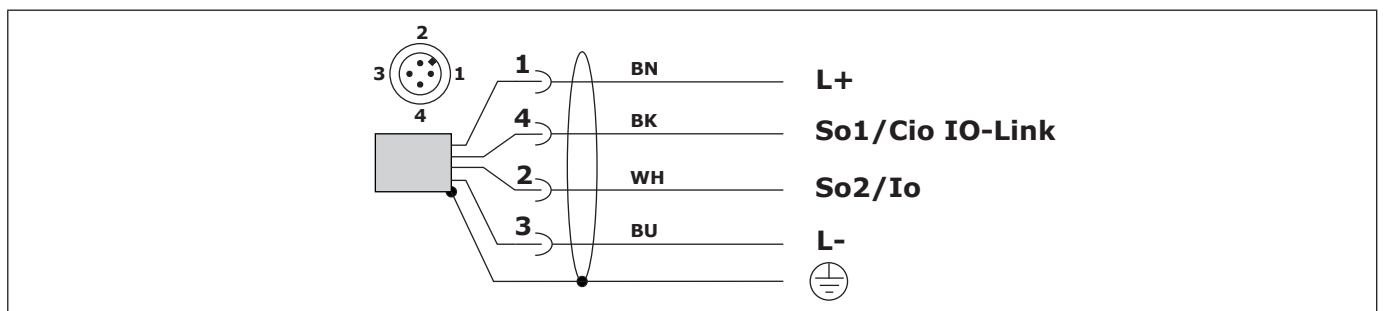 2
3 1
4
1 BN L+
4 BK So1/Cio IO-Link
2 WH So2/Io
3 BU L-